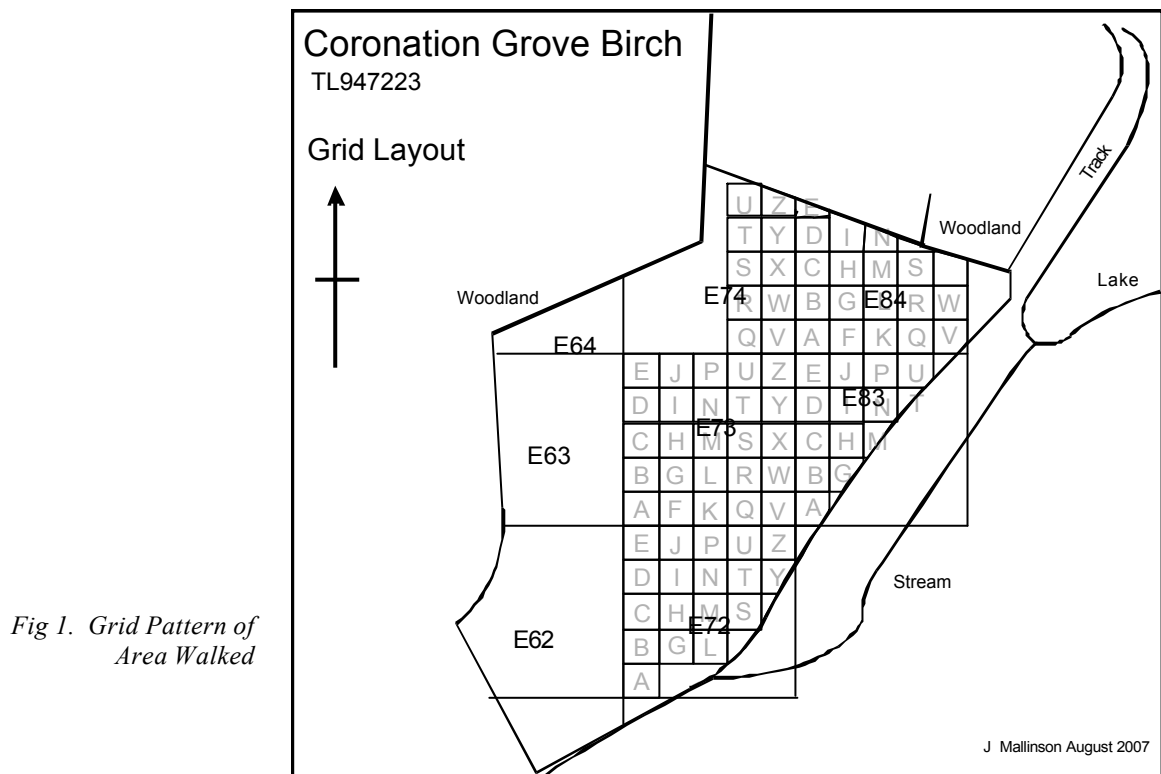 Coronation Grove Birch
TL947223
Grid Layout
Track
Woodland
Lake
Woodland
U Z E
T Y D I N
S X C H M S
E74 E84
R W B G L R W
Q V A F K Q V
E64
E J P U Z E J P U
E83
D I N T Y D I N T
E73
C H M S X C H M
E63
B G L R W B G
A F K Q V A
E J P U Z
D I N T Y
Stream
C H M S
E72
E62
B G L
A
Fig 1. Grid Pattern of
Area Walked
J Mallinson August 2007